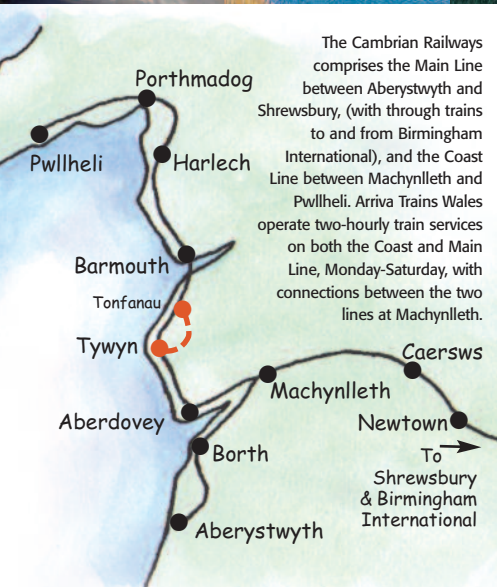 The Cambrian Railways
comprises the Main Line
between Aberystwyth and
Shrewsbury, (with through trains
to and from Birmingham
International), and the Coast
Line between Machynlleth and
Pwllheli. Arriva Trains Wales
operate two-hourly train services
on both the Coast and Main
Line, Monday-Saturday, with
connections between the two
lines at Machynlleth.
Porthmadog
Pwllheli
Harlech
Barmouth
Tonfanau
Tywyn
Aberdovey
Machynlleth
Caersws
Newtown
To
Shrewsbury
& Birmingham
International
Borth
Aberystwyth